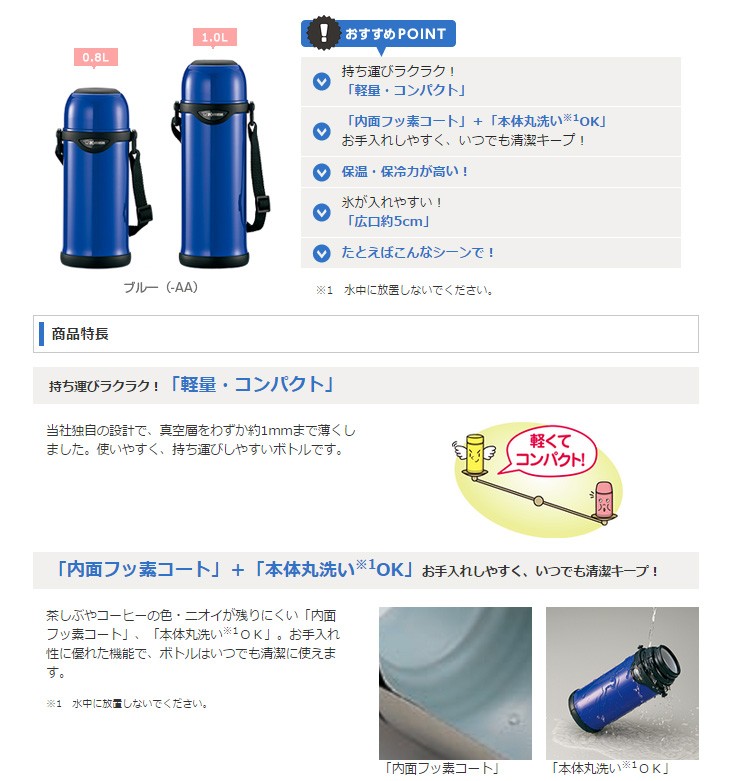 0.8L
1.0L
ブルー（-AA）
おすすめPOINT
持ち運びラクラク！
「軽量・コンパクト」
「内面フッ素コート」＋「本体丸洗い※1OK」
お手入れしやすく、いつでも清潔キープ！
保温・保冷力が高い！
氷が入れやすい！
「広口約5cm」
たとえばこんなシーンで！
※1　水中に放置しないでください。
商品特長
持ち運びラクラク！「軽量・コンパクト」
当社独自の設計で、真空層をわずか約1mmまで薄くし
ました。使いやすく、持ち運びしやすいボトルです。
軽くて
コンパクト!
「内面フッ素コート」＋「本体丸洗い※1OK」お手入れしやすく、いつでも清潔キープ！
茶しぶやコーヒーの色・ニオイが残りにくい「内面
フッ素コート」、「本体丸洗い※1ＯＫ」。お手入れ
性に優れた機能で、ボトルはいつでも清潔に使えま
す。
※1　水中に放置しないでください。
「内面フッ素コート」
「本体丸洗い※1ＯＫ」